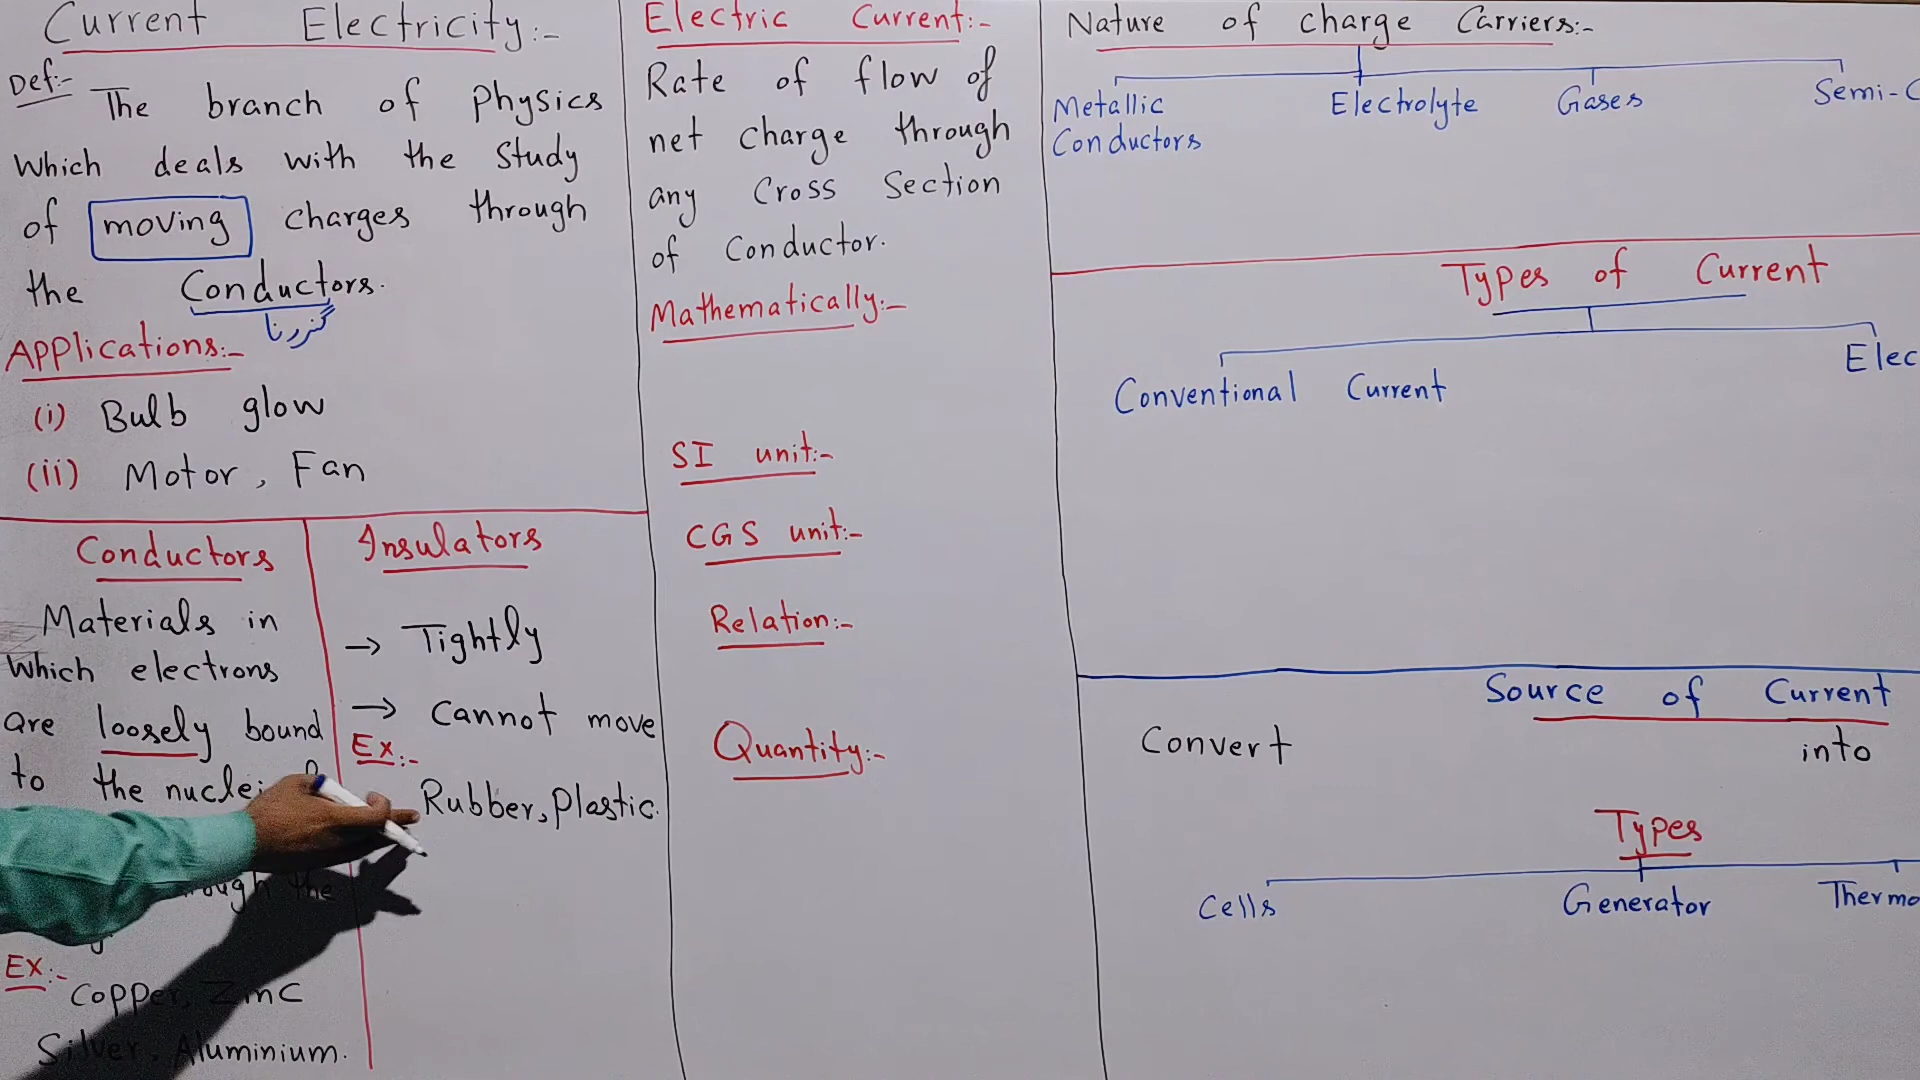 Current Electricity:-
Def:- The branch of Physics
Which deals with the Study
of moving charges through
the Conductors.
گزرنا
Applications:-
(i) Bulb glow
(ii) Motor, Fan
Conductors
Materials in
Which electrons
are loosely bound
to the nuclei
the
Ex:-
Copper, Zinc
Silver, Aluminium.
Insulators
→ Tightly
→ Cannot move
Ex:-
Rubber, Plastic.
Electric Current:-
Rate of flow of
net charge through
any Cross Section
of Conductor.
Mathematically:-
SI unit:-
CGS unit:-
Relation:-
Quantity:-
Nature of charge Carriers:-
Metallic
Conductors
Electrolyte
Gases
Semi-C
Types of Current
Conventional Current
Elec
Source of Current
Convert into
Types
Cells
Generator
Thermo